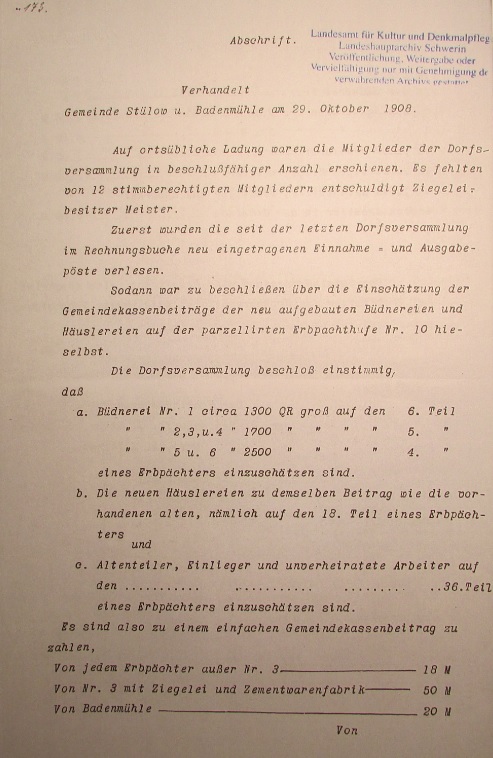 173.
Abschrift.
Landesamt für Kultur und Denkmalpfleg
Landeshauptarchiv Schwerin
Veröffentlichung, Weitergabe oder
Vervielfältigung nur mit Genehmigung de
verwahrenden Archivs gestattet
Verhandelt
Gemeinde Stülow u. Badenmühle am 29. Oktober 1908.
Auf ortsübliche Ladung waren die Mitglieder der Dorfs-
versammlung in beschlußfähiger Anzahl erschienen. Es fehlten
von 12 stimmberechtigten Mitgliedern entschuldigt Ziegelei-
besitzer Meister.
Zuerst wurden die seit der letzten Dorfsversammlung
im Rechnungsbuche neu eingetragenen Einnahme = und Ausgabe-
pöste verlesen.
Sodann war zu beschließen über die Einschätzung der
Gemeindekassenbeiträge der neu aufgebauten Büdnereien und
Häuslereien auf der parzellirten Erbpachthufe Nr. 10 hie-
selbst.
Die Dorfsversammlung beschloß einstimmig,
daß
a. Büdnerei Nr. 1 circa 1300 QR groß auf den 6. Teil
" " 2,3,u.4 " 1700 " " " " 5. "
" " 5 u. 6 " 2500 " " " " 4. "
eines Erbpächters einzuschätzen sind.
b. Die neuen Häuslereien zu demselben Beitrag wie die vor-
handenen alten, nämlich auf den 18. Teil eines Erbpäch-
ters
und
c. Altenteiler, Einlieger und unverheiratete Arbeiter auf
den ........... ........... ......... ..36.Teil
eines Erbpächters einzuschätzen sind.
Es sind also zu einem einfachen Gemeindekassenbeitrag zu
zahlen,
Von jedem Erbpächter außer Nr. 3 18 M
Von Nr. 3 mit Ziegelei und Zementwarenfabrik 50 M
Von Badenmühle 20 M
Von